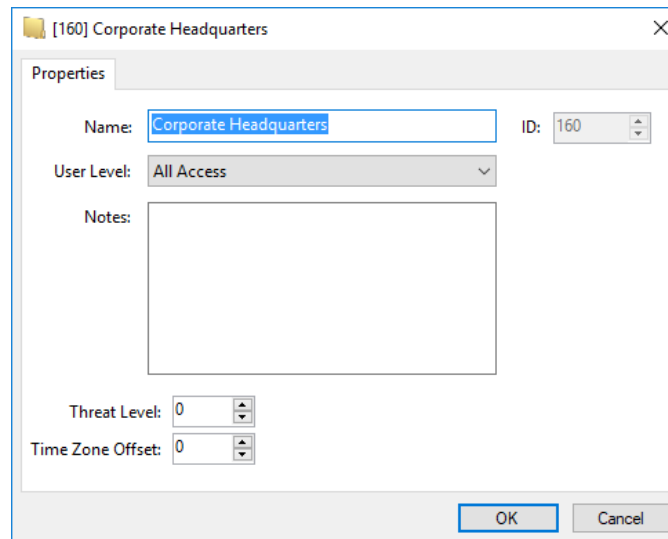 [160] Corporate Headquarters
Properties
Name: Corporate Headquarters ID: 160
User Level: All Access
Notes:
Threat Level: 0
Time Zone Offset: 0
OK Cancel